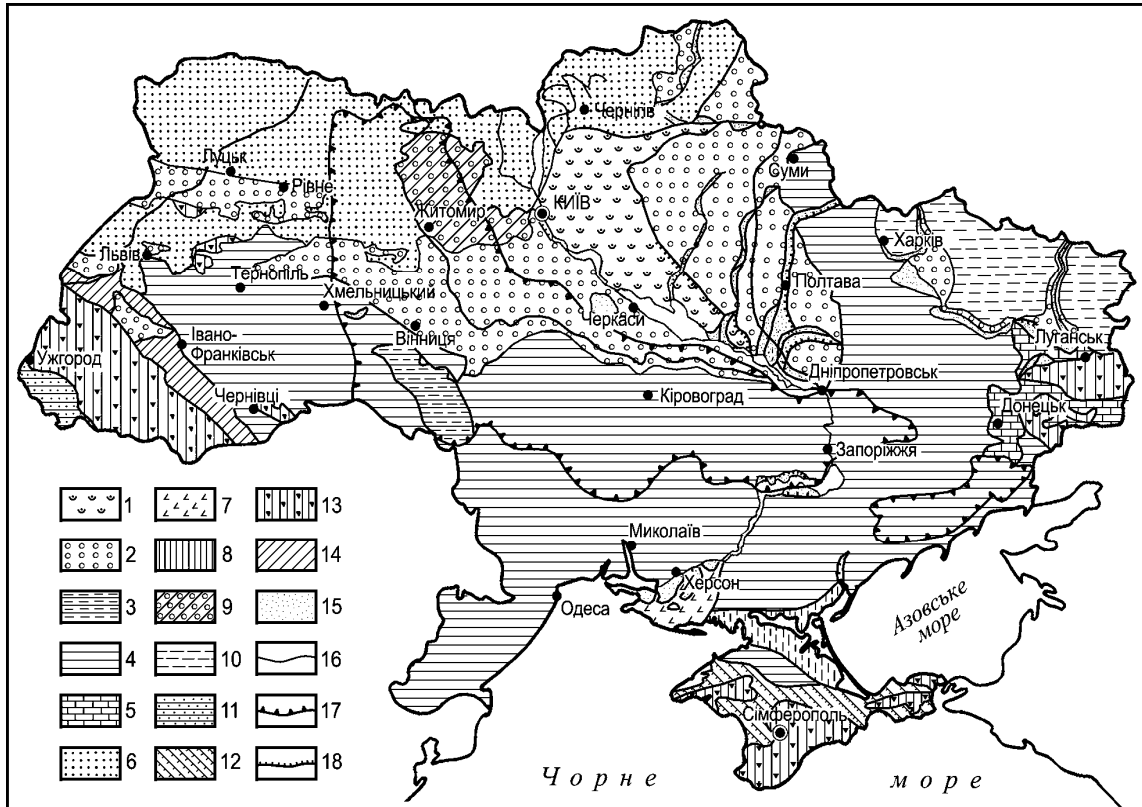 Чернігів
Суми
Луцьк
Рівне
КИЇВ
Житомир
Харків
Львів
Тернопіль
Хмельницький
Полтава
Черкаси
Вінниця
Івано-
Франківськ
Луганськ
Ужгород
Дніпропетровськ
Кіровоград
Чернівці
Донецьк
Запоріжжя
Миколаїв
Херсон
Одеса
Азовське
море
Сімферополь
Чорне море
1 7 13
2 8 14
3 9 15
4 10 16
5 11 17
6 12 18